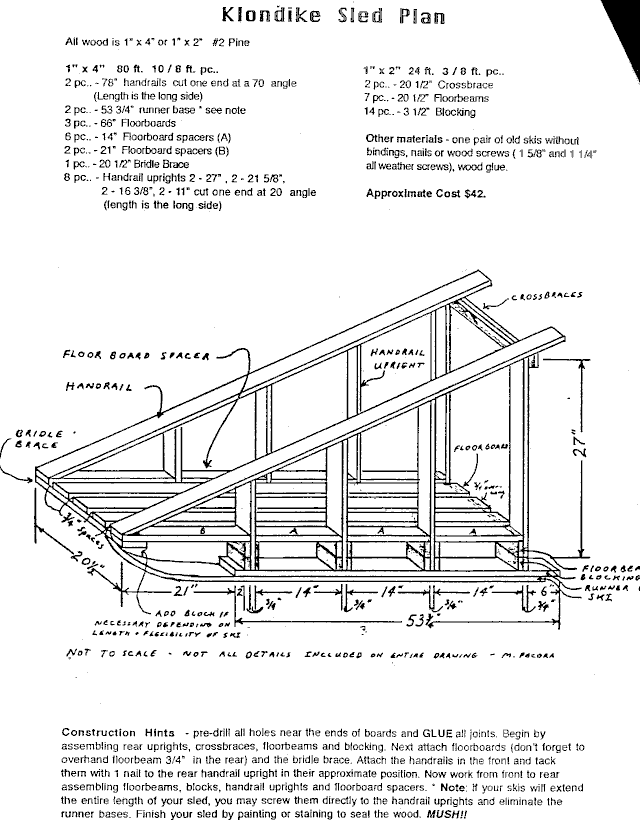 Klondike Sled Plan
All wood is 1" x 4" or 1" x 2" #2 Pine
1" x 4" 80 ft. 10 / 8 ft. pc..
2 pc.. - 78" handrails cut one end at a 70 angle
(Length is the long side)
2 pc.. - 53 3/4" runner base * see note
3 pc.. - 66" Floorboards
6 pc.. - 14" Floorboard spacers (A)
2 pc.. - 21" Floorboard spacers (B)
1 pc.. - 20 1/2" Bridle Brace
8 pc.. - Handrail uprights 2 - 27" , 2 - 21 5/8",
2 - 16 3/8", 2 - 11" cut one end at 20 angle
(length is the long side)
1" x 2" 24 ft. 3 / 8 ft. pc..
2 pc.. - 20 1/2" Crossbrace
7 pc.. - 20 1/2" Floorbeams
14 pc.. - 3 1/2" Blocking
Other materials - one pair of old skis without
bindings, nails or wood screws ( 1 5/8" and 1 1/4"
all weather screws), wood glue.
Approximate Cost $42.
CROSSBRACES
FLOOR BOARD SPACER
HANDRAIL
UPRIGHT
HANDRAIL
BRIDLE
BRACE
FLOORBOARD
27"
3/4" SPACES
B
A
A
A
20 1/2"
21"
2
14"
14"
14"
6
3/4"
3/4"
3/4"
3/4"
FLOORBEA
BLOCKING
RUNNER
SKI
ADD BLOCK IF
NECESSARY DEPENDING ON
LENGTH + FLEXIBILITY OF SKI
53 3/4"
3
NOT TO SCALE - NOT ALL DETAILS INCLUDED ON ENTIRE DRAWING - M. PECORA
Construction Hints - pre-drill all holes near the ends of boards and GLUE all joints. Begin by
assembling rear uprights, crossbraces, floorbeams and blocking. Next attach floorboards (don't forget to
overhand floorbeam 3/4" in the rear) and the bridle brace. Attach the handrails in the front and tack
them with 1 nail to the rear handrail upright in their approximate position. Now work from front to rear
assembling floorbeams, blocks, handrail uprights and floorboard spacers. * Note: If your skis will extend
the entire length of your sled, you may screw them directly to the handrail uprights and eliminate the
runner bases. Finish your sled by painting or staining to seal the wood. MUSH!!